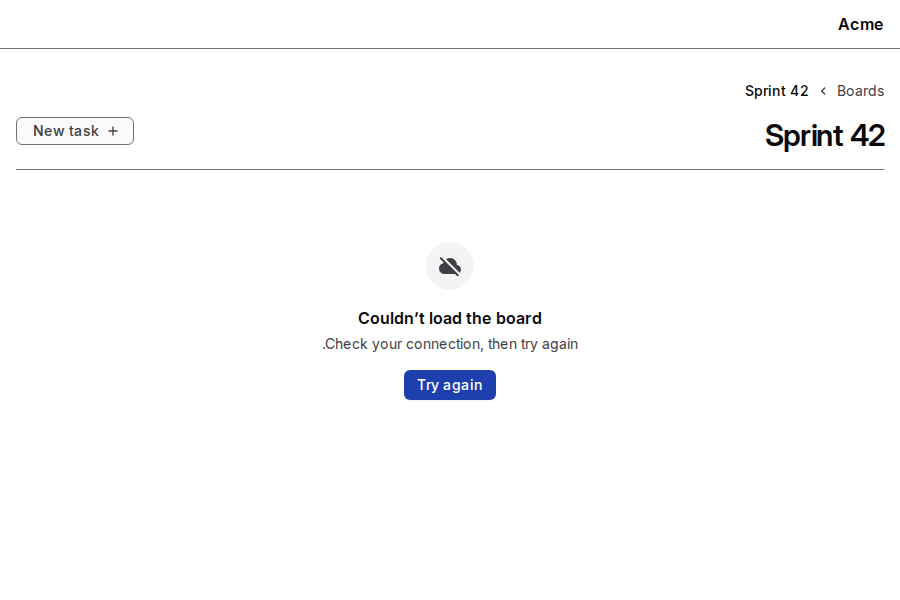 Acme
Boards
Sprint 42
Sprint 42
New task
Couldn’t load the board
Check your connection, then try again.
Try again